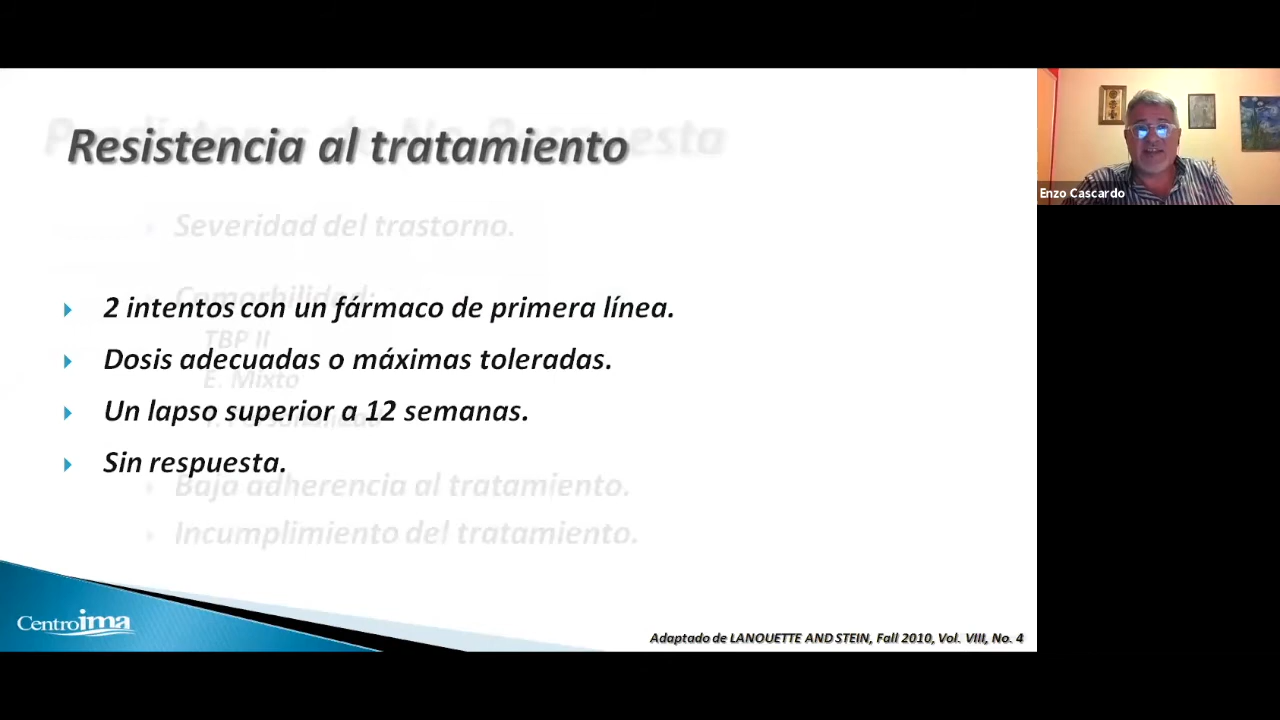 Resistencia al tratamiento
Predictores de No Respuesta
Severidad del trastorno.
Comorbilidad:
2 intentos con un fármaco de primera línea.
TBP II
Dosis adecuadas o máximas toleradas.
E. Mixto
Un lapso superior a 12 semanas.
Sin respuesta.
Baja adherencia al tratamiento.
Incumplimiento del tratamiento.
Centroima
Adaptado de LANOUETTE AND STEIN, Fall 2010, Vol. VIII, No. 4
Enzo Cascardo